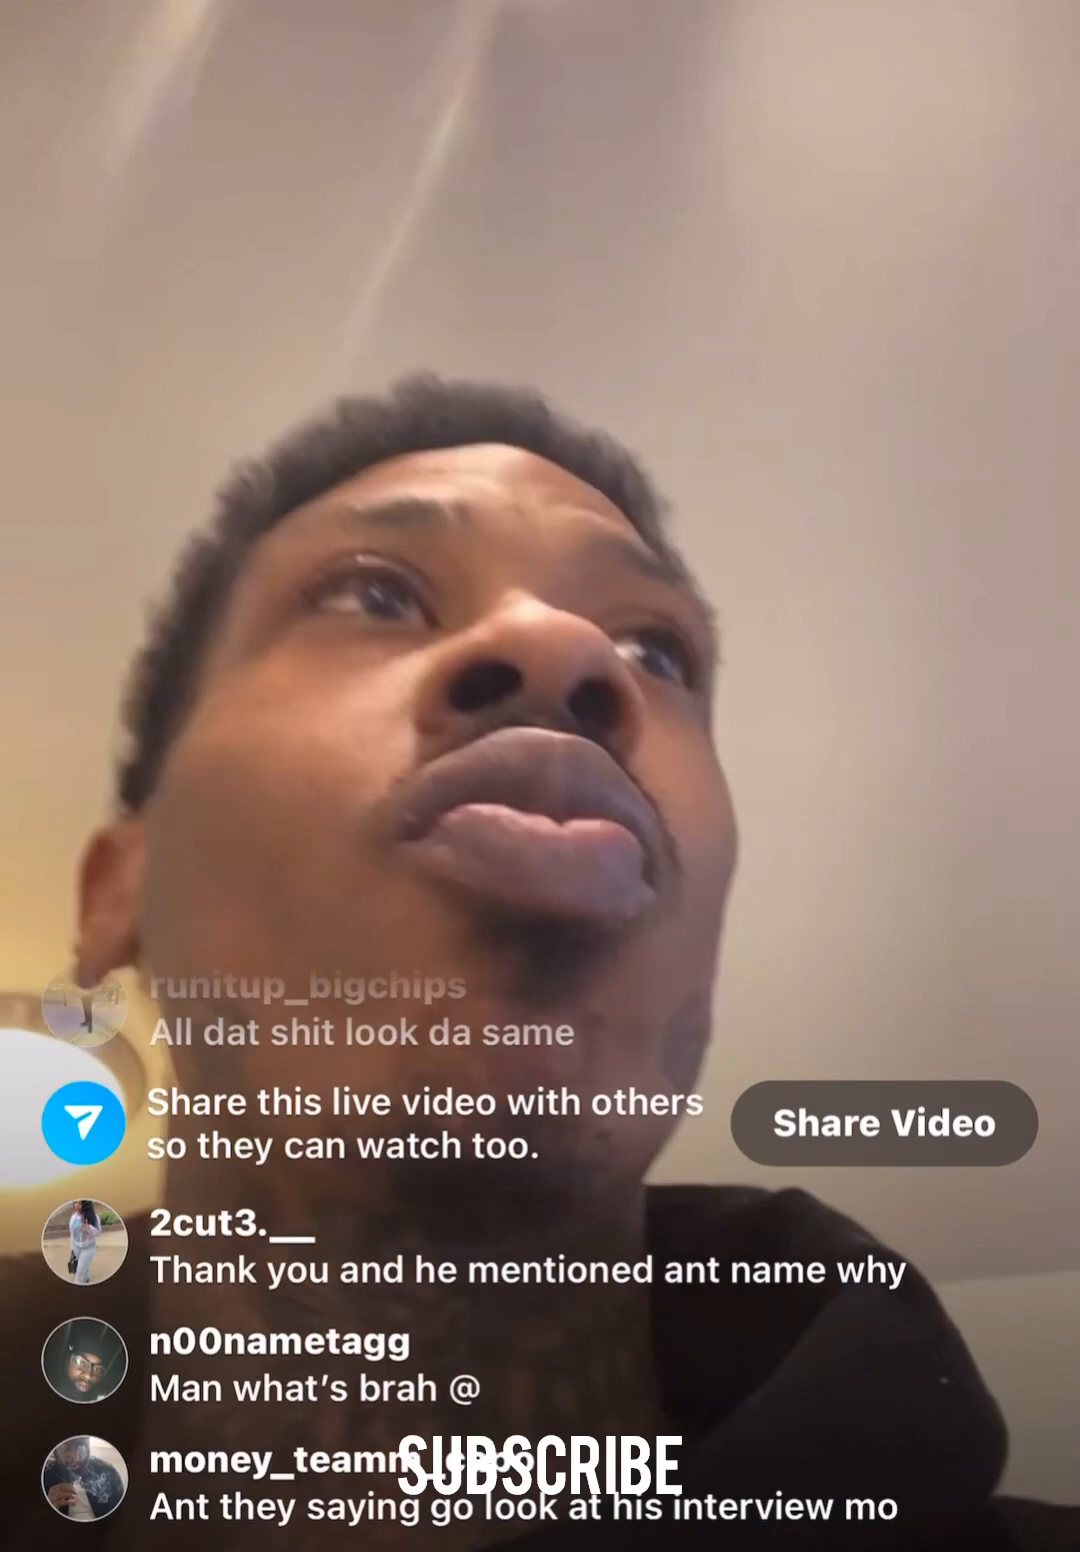 runitup_bigchips
All dat shit look da same
Share this live video with others
so they can watch too.
Share Video
2cut3.__
Thank you and he mentioned ant name why
n00nametagg
Man what's brah @
money_teamm_capo
SUBSCRIBE
Ant they saying go look at his interview mo